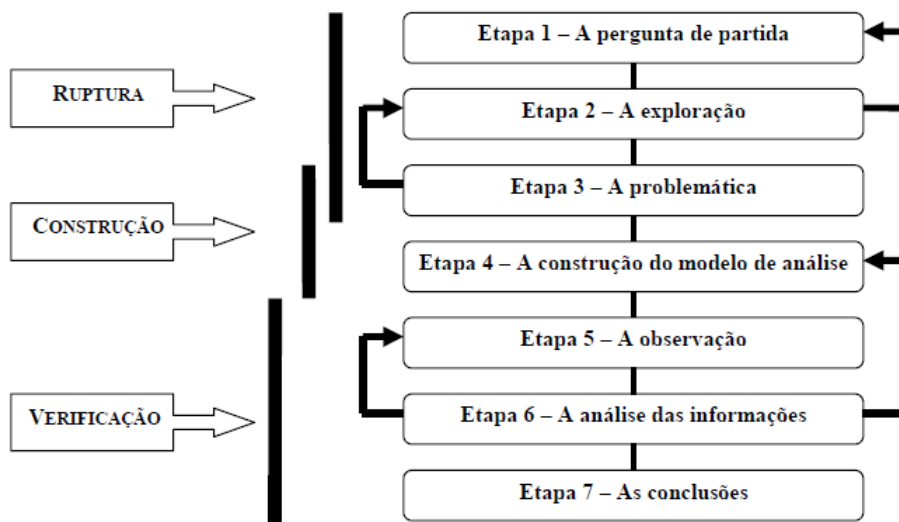 Etapa 1 – A pergunta de partida
RUPTURA
Etapa 2 – A exploração
Etapa 3 – A problemática
CONSTRUÇÃO
Etapa 4 – A construção do modelo de análise
Etapa 5 – A observação
VERIFICAÇÃO
Etapa 6 – A análise das informações
Etapa 7 – As conclusões